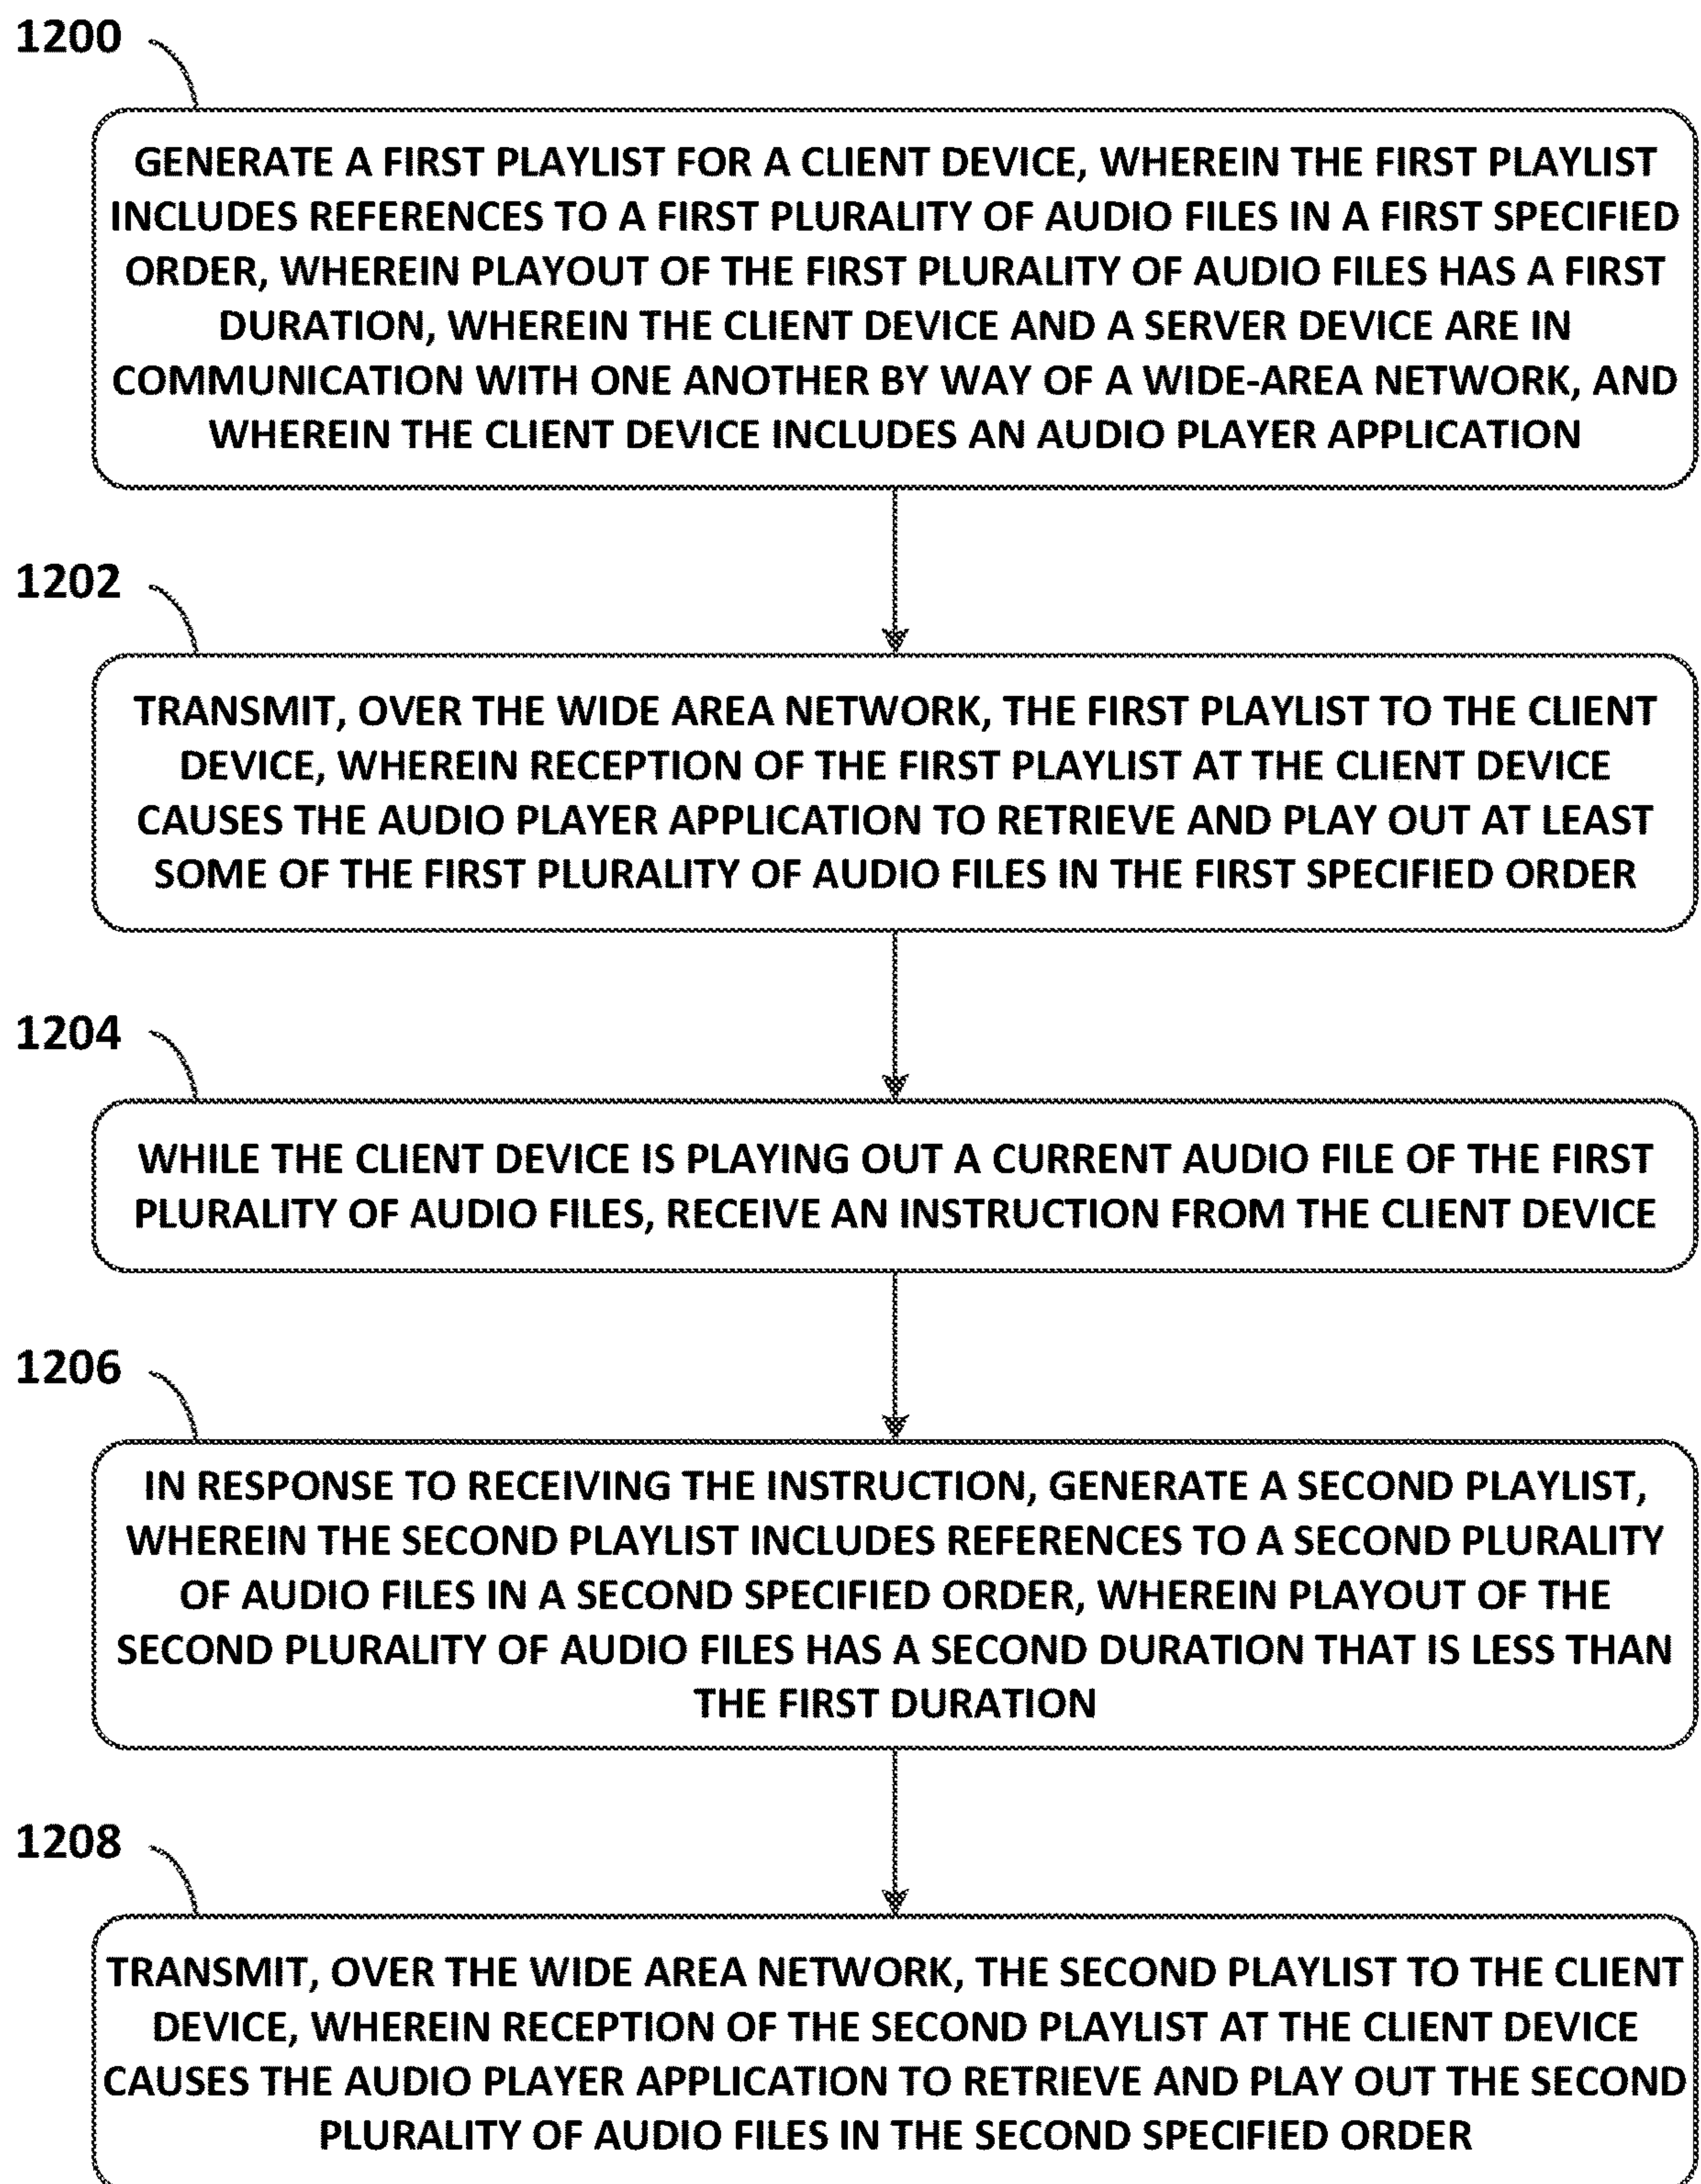 1200
GENERATE A FIRST PLAYLIST FOR A CLIENT DEVICE, WHEREIN THE FIRST PLAYLIST
INCLUDES REFERENCES TO A FIRST PLURALITY OF AUDIO FILES IN A FIRST SPECIFIED
ORDER, WHEREIN PLAYOUT OF THE FIRST PLURALITY OF AUDIO FILES HAS A FIRST
DURATION, WHEREIN THE CLIENT DEVICE AND A SERVER DEVICE ARE IN
COMMUNICATION WITH ONE ANOTHER BY WAY OF A WIDE-AREA NETWORK, AND
WHEREIN THE CLIENT DEVICE INCLUDES AN AUDIO PLAYER APPLICATION
1202
TRANSMIT, OVER THE WIDE AREA NETWORK, THE FIRST PLAYLIST TO THE CLIENT
DEVICE, WHEREIN RECEPTION OF THE FIRST PLAYLIST AT THE CLIENT DEVICE
CAUSES THE AUDIO PLAYER APPLICATION TO RETRIEVE AND PLAY OUT AT LEAST
SOME OF THE FIRST PLURALITY OF AUDIO FILES IN THE FIRST SPECIFIED ORDER
1204
WHILE THE CLIENT DEVICE IS PLAYING OUT A CURRENT AUDIO FILE OF THE FIRST
PLURALITY OF AUDIO FILES, RECEIVE AN INSTRUCTION FROM THE CLIENT DEVICE
1206
IN RESPONSE TO RECEIVING THE INSTRUCTION, GENERATE A SECOND PLAYLIST,
WHEREIN THE SECOND PLAYLIST INCLUDES REFERENCES TO A SECOND PLURALITY
OF AUDIO FILES IN A SECOND SPECIFIED ORDER, WHEREIN PLAYOUT OF THE
SECOND PLURALITY OF AUDIO FILES HAS A SECOND DURATION THAT IS LESS THAN
THE FIRST DURATION
1208
TRANSMIT, OVER THE WIDE AREA NETWORK, THE SECOND PLAYLIST TO THE CLIENT
DEVICE, WHEREIN RECEPTION OF THE SECOND PLAYLIST AT THE CLIENT DEVICE
CAUSES THE AUDIO PLAYER APPLICATION TO RETRIEVE AND PLAY OUT THE SECOND
PLURALITY OF AUDIO FILES IN THE SECOND SPECIFIED ORDER